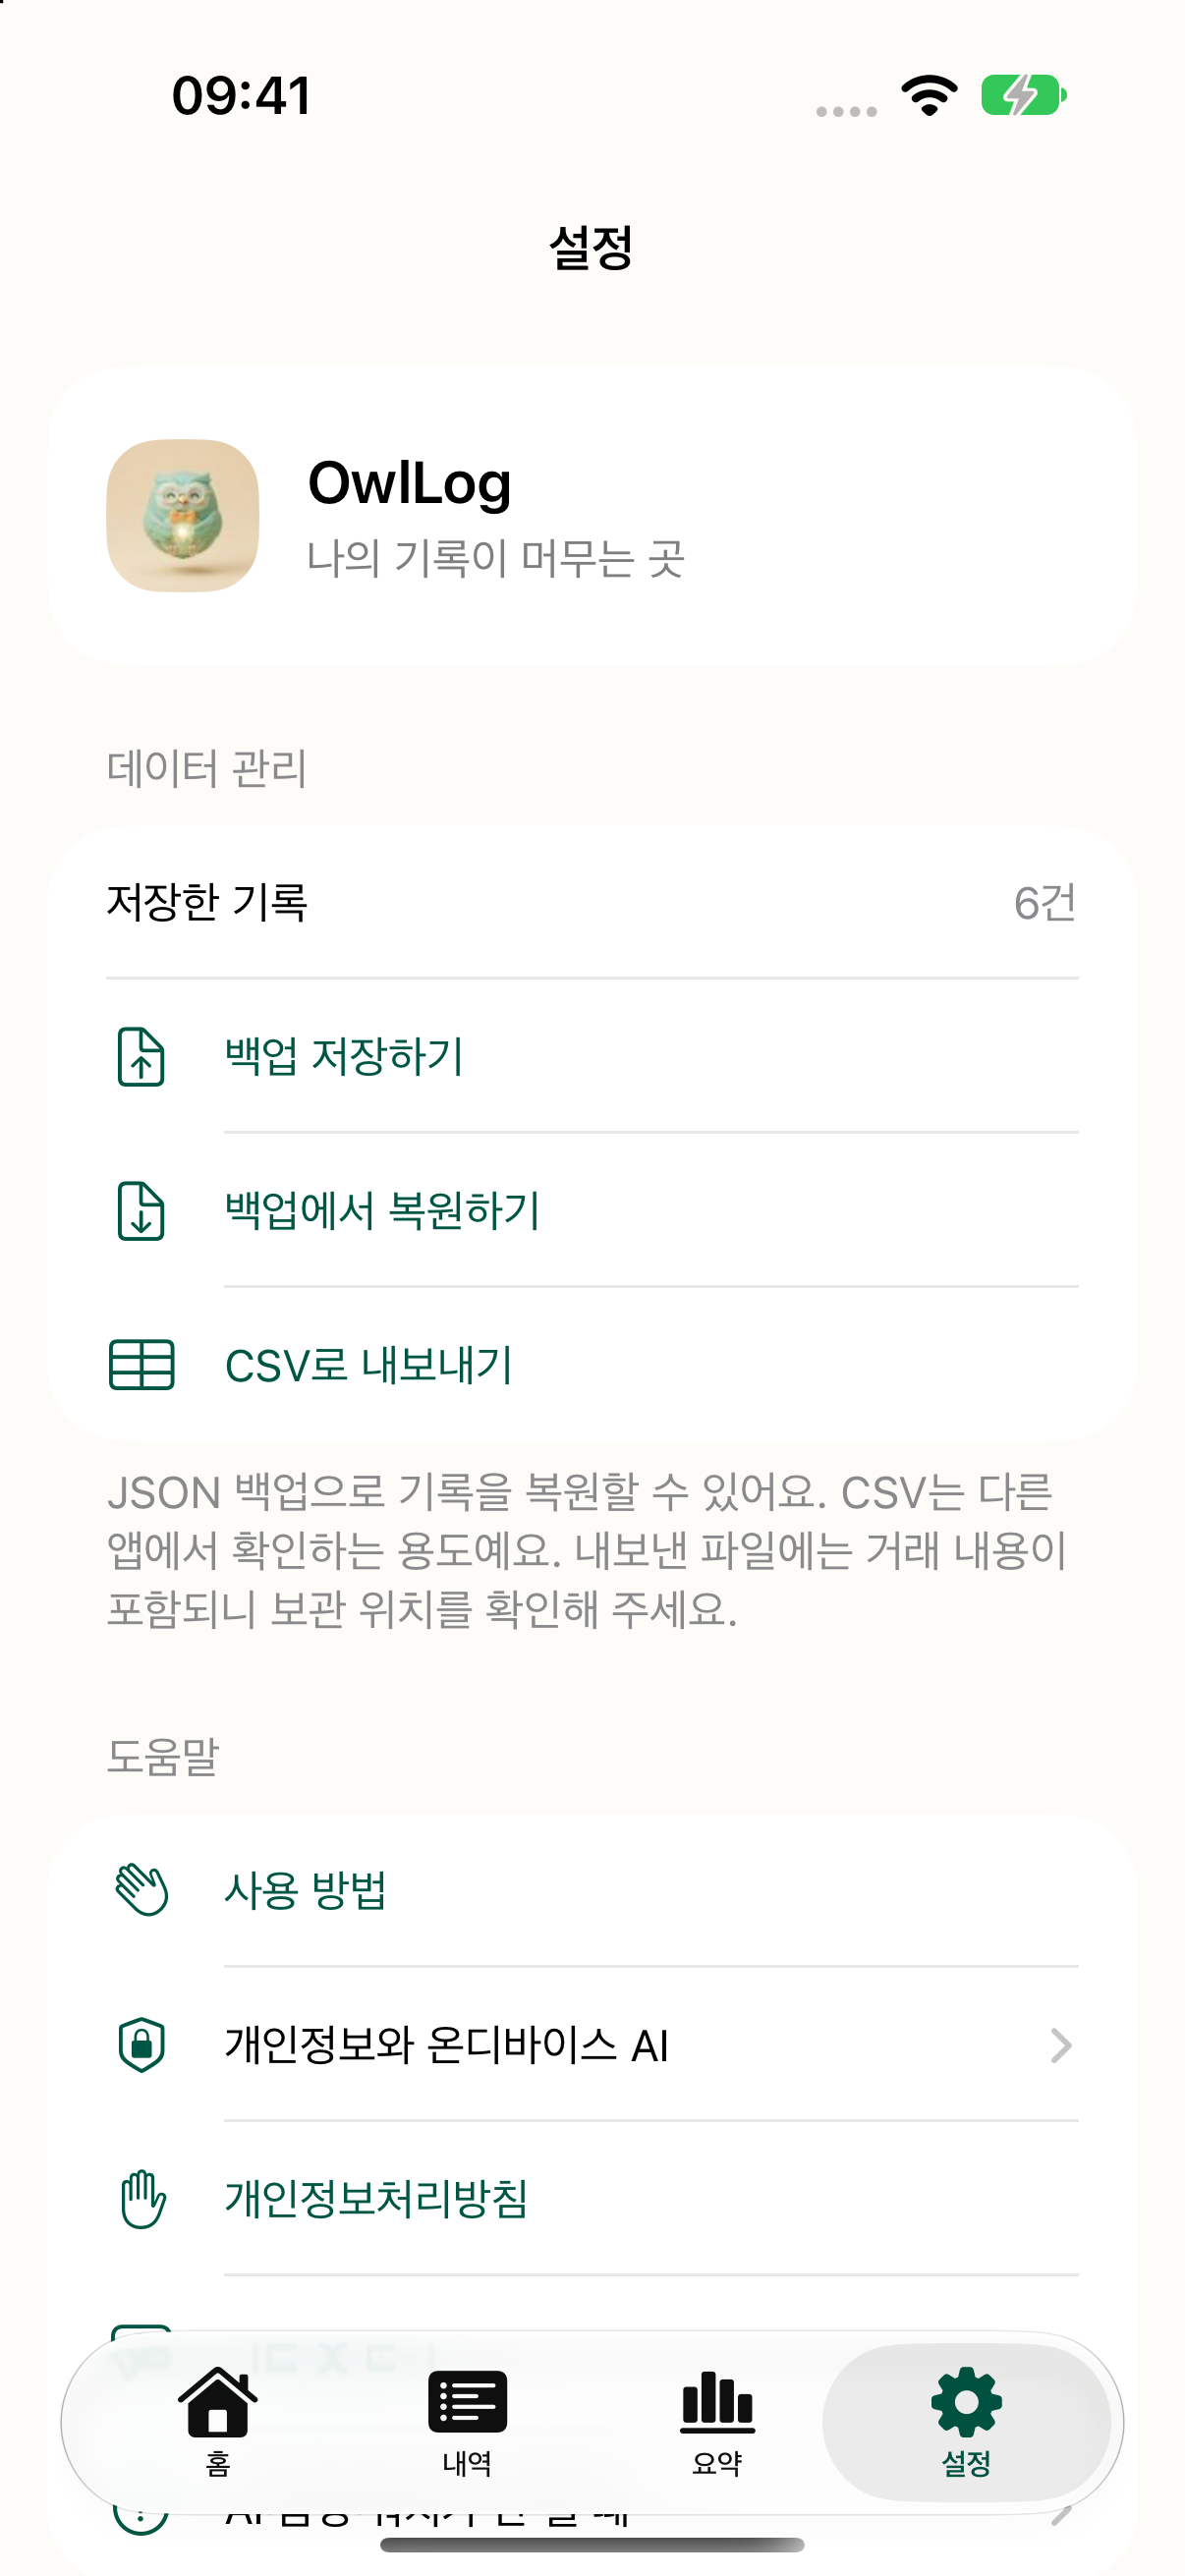 09:41
설정
OwlLog
나의 기록이 머무는 곳
데이터 관리
저장한 기록
6건
백업 저장하기
백업에서 복원하기
CSV로 내보내기
JSON 백업으로 기록을 복원할 수 있어요. CSV는 다른
앱에서 확인하는 용도예요. 내보낸 파일에는 거래 내용이
포함되니 보관 위치를 확인해 주세요.
도움말
사용 방법
개인정보와 온디바이스 AI
개인정보처리방침
홈
내역
요약
설정